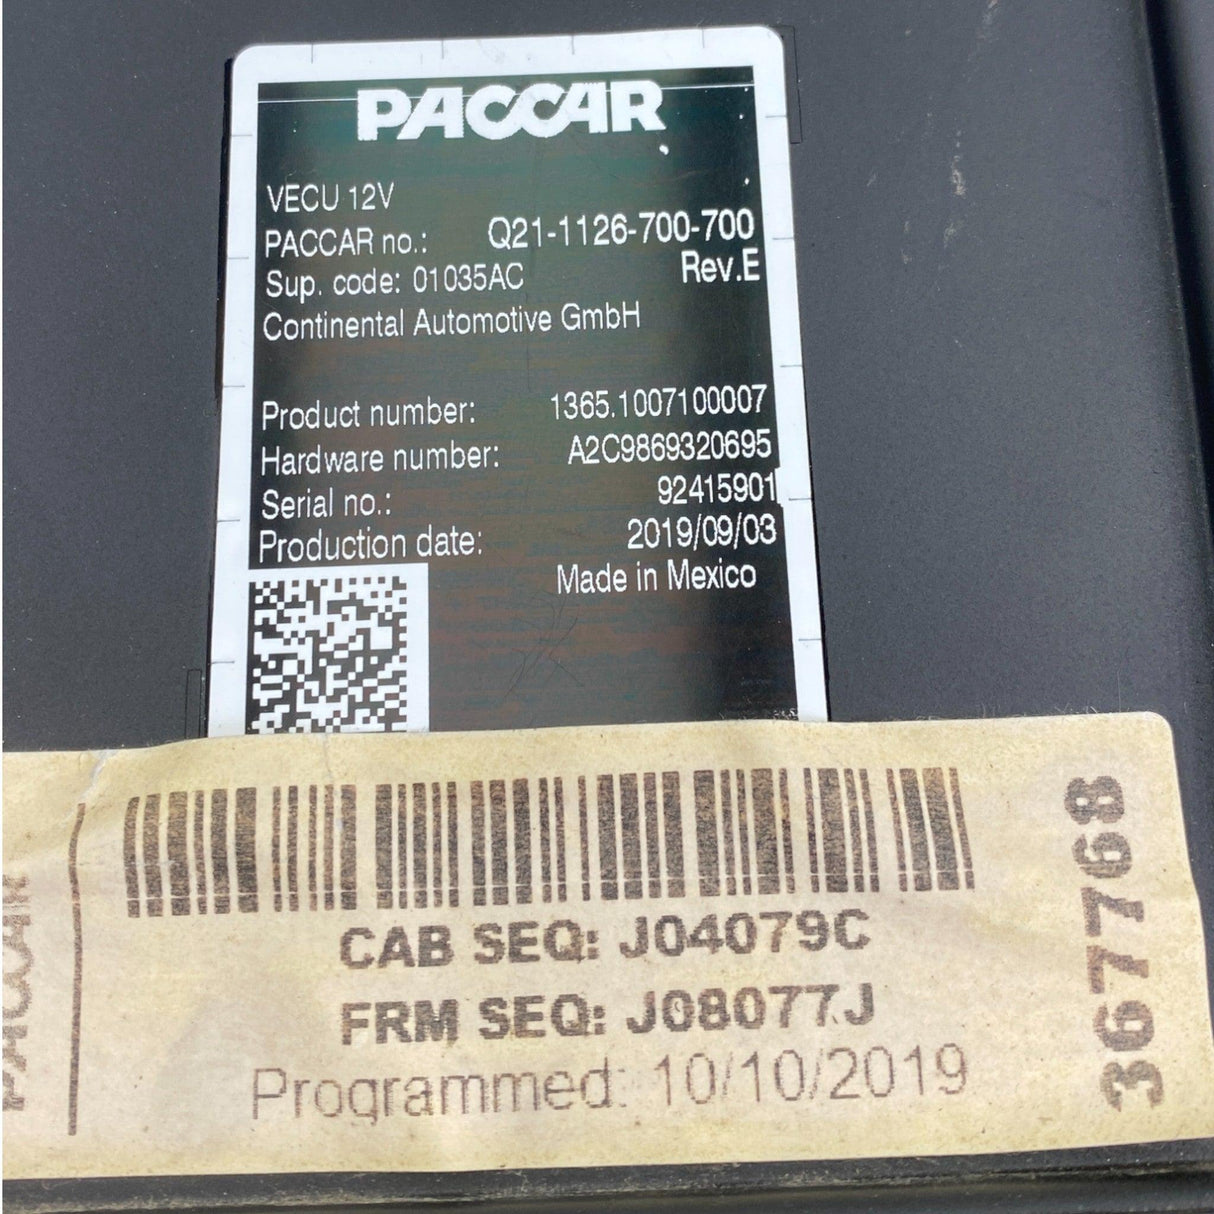 PACCAR
VECU 12V
PACCAR no.: Q21-1126-700-700
Sup. code: 01035AC Rev.E
Continental Automotive GmbH
Product number: 1365.1007100007
Hardware number: A2C9869320695
Serial no.: 92415901
Production date: 2019/09/03
Made in Mexico
PACCAR
CAB SEQ: J04079C
FRM SEQ: J08077J
Programmed: 10/10/2019
367768